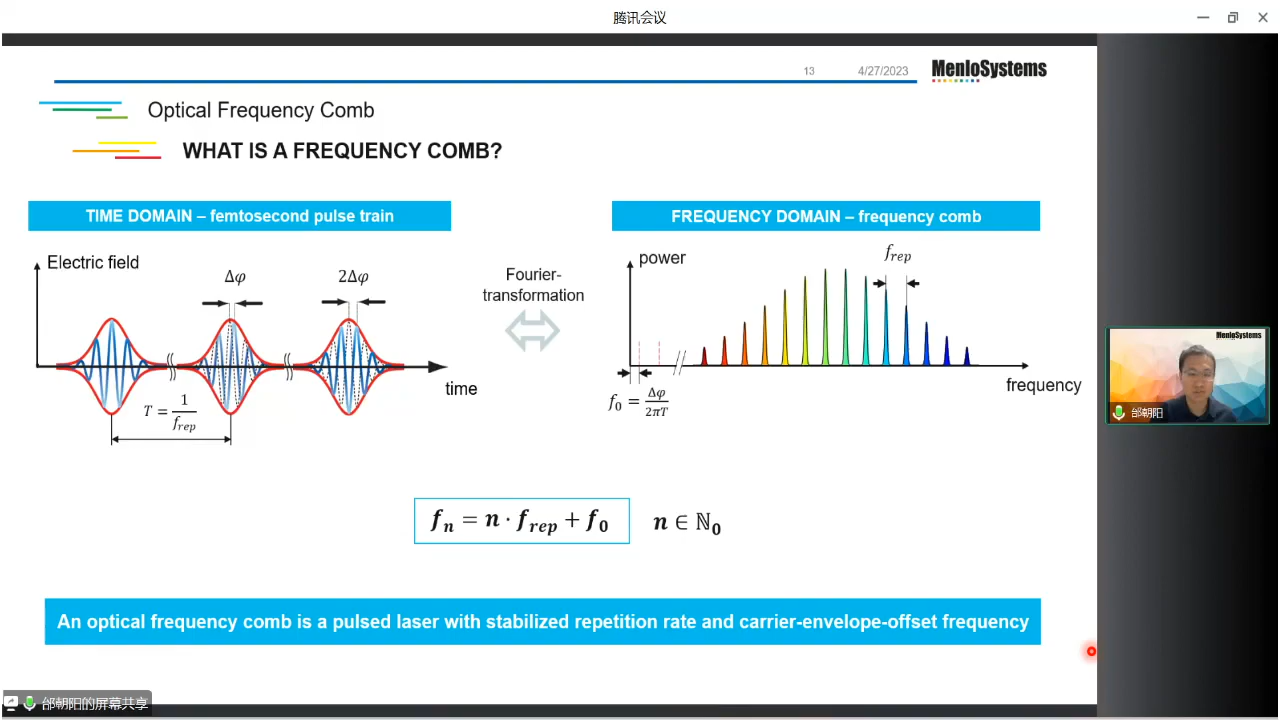 腾讯会议
13 4/27/2023 MenloSystems
Optical Frequency Comb
WHAT IS A FREQUENCY COMB?
TIME DOMAIN – femtosecond pulse train
FREQUENCY DOMAIN – frequency comb
Electric field
Δφ
2Δφ
T = 1/f_rep
time
Fourier-
transformation
power
f_rep
f_0 = Δφ/2πT
frequency
f_n = n · f_rep + f_0
n ∈ ℕ_0
An optical frequency comb is a pulsed laser with stabilized repetition rate and carrier-envelope-offset frequency
MenloSystems
邰朝阳
邰朝阳的屏幕共享